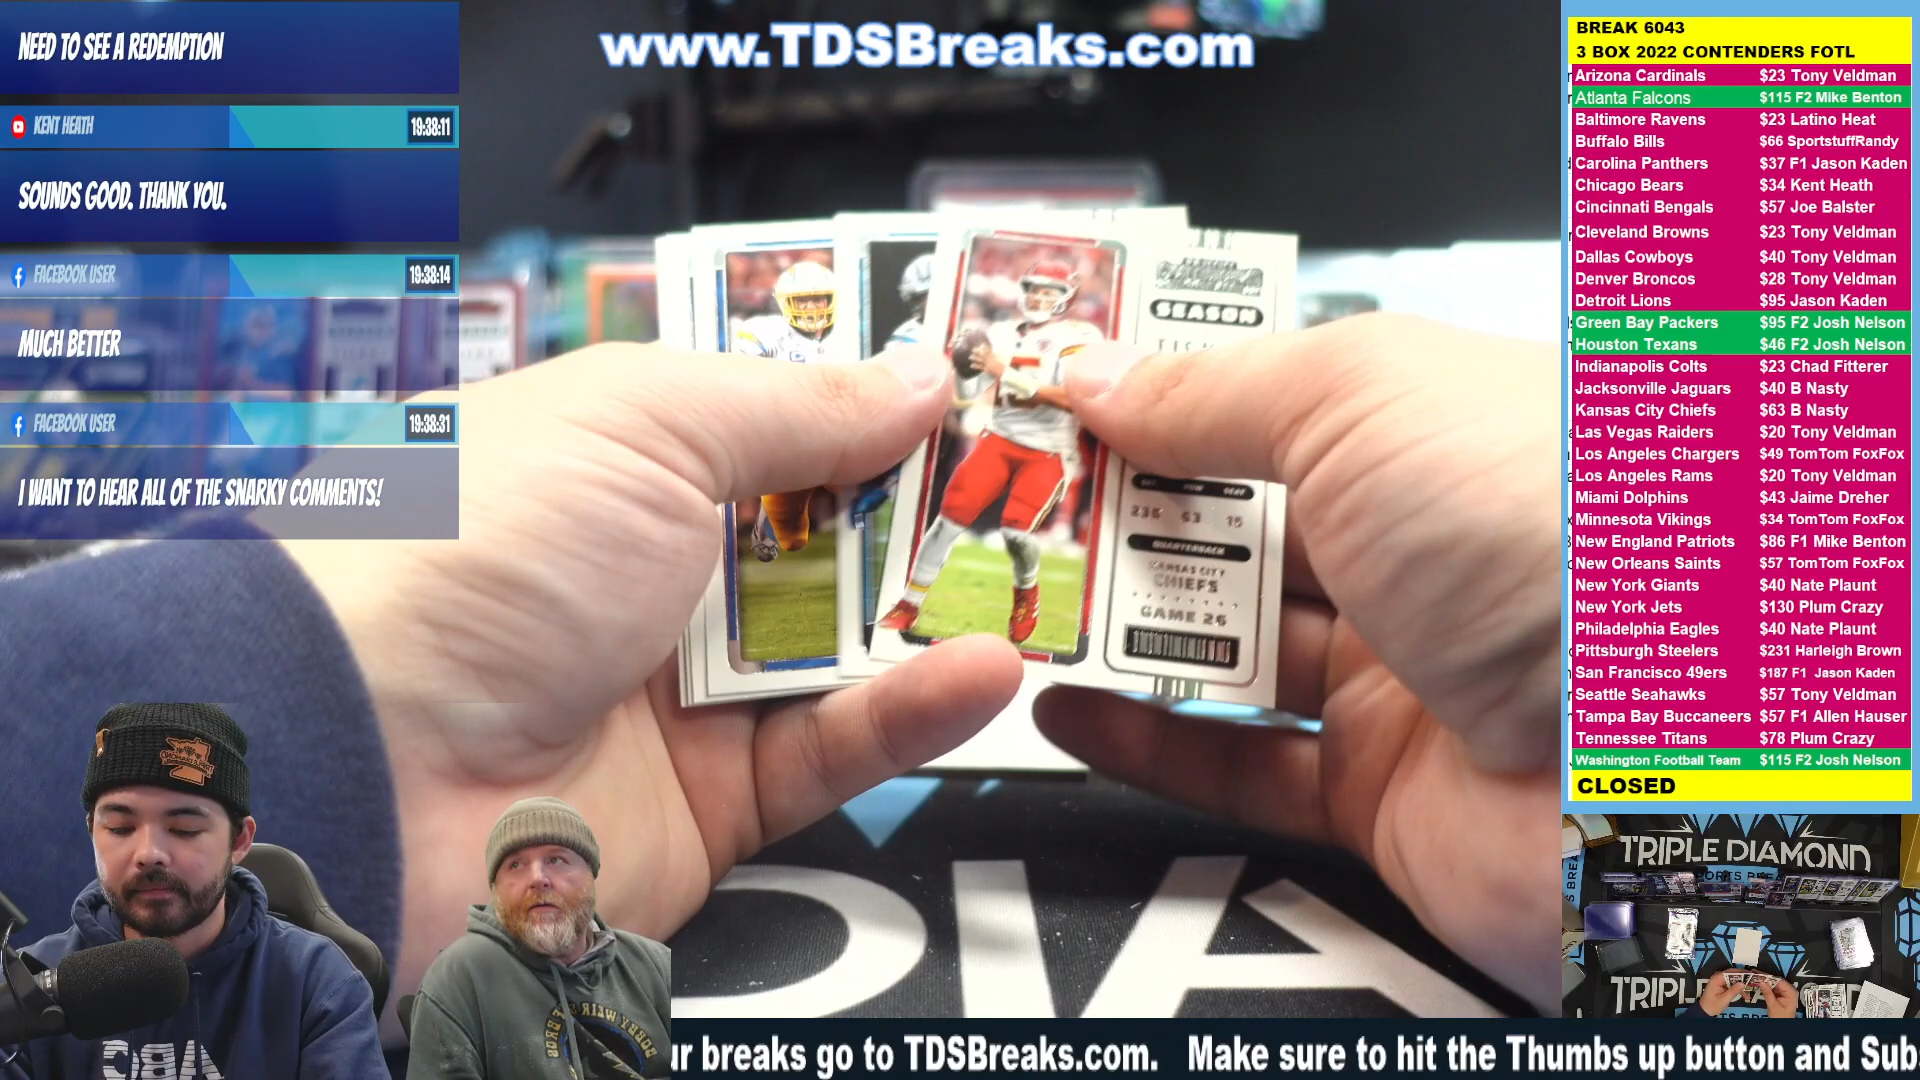 NEED TO SEE A REDEMPTION
KENT HEATH 19:38:11
SOUNDS GOOD. THANK YOU.
FACEBOOK USER 19:38:14
MUCH BETTER
FACEBOOK USER 19:38:31
I WANT TO HEAR ALL OF THE SNARKY COMMENTS!
www.TDSBreaks.com
SEASON
236 63 15
QUARTERBACK
KANSAS CITY
CHIEFS
GAME 26
DIA
BREAK 6043
3 BOX 2022 CONTENDERS FOTL
Arizona Cardinals $23 Tony Veldman
Atlanta Falcons $115 F2 Mike Benton
Baltimore Ravens $23 Latino Heat
Buffalo Bills $66 SportstuffRandy
Carolina Panthers $37 F1 Jason Kaden
Chicago Bears $34 Kent Heath
Cincinnati Bengals $57 Joe Balster
Cleveland Browns $23 Tony Veldman
Dallas Cowboys $40 Tony Veldman
Denver Broncos $28 Tony Veldman
Detroit Lions $95 Jason Kaden
Green Bay Packers $95 F2 Josh Nelson
Houston Texans $46 F2 Josh Nelson
Indianapolis Colts $23 Chad Fitterer
Jacksonville Jaguars $40 B Nasty
Kansas City Chiefs $63 B Nasty
Las Vegas Raiders $20 Tony Veldman
Los Angeles Chargers $49 TomTom FoxFox
Los Angeles Rams $20 Tony Veldman
Miami Dolphins $43 Jaime Dreher
Minnesota Vikings $34 TomTom FoxFox
New England Patriots $86 F1 Mike Benton
New Orleans Saints $57 TomTom FoxFox
New York Giants $40 Nate Plaunt
New York Jets $130 Plum Crazy
Philadelphia Eagles $40 Nate Plaunt
Pittsburgh Steelers $231 Harleigh Brown
San Francisco 49ers $187 F1 Jason Kaden
Seattle Seahawks $57 Tony Veldman
Tampa Bay Buccaneers $57 F1 Allen Hauser
Tennessee Titans $78 Plum Crazy
Washington Football Team $115 F2 Josh Nelson
CLOSED
TRIPLE DIAMOND
TRIPLE
ur breaks go to TDSBreaks.com. Make sure to hit the Thumbs up button and Sub